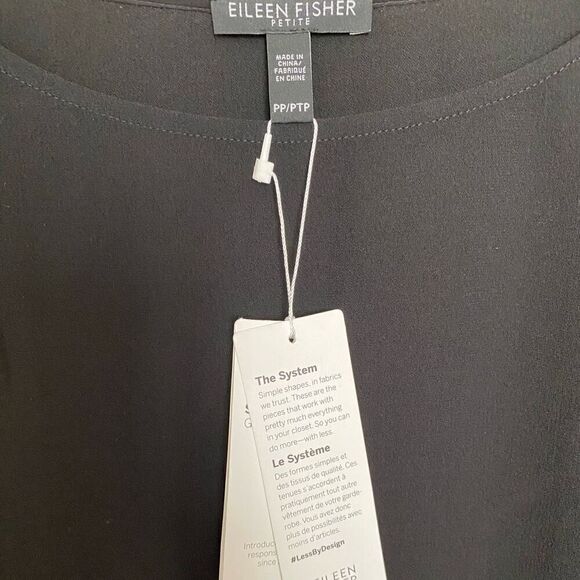 EILEEN FISHER
PETITE
MADE IN
CHINA/
FABRIQUÉ
EN CHINE
PP/PTP
The System
Simple shapes, in fabrics
we trust. These are the
pieces that work with
pretty much everything
in your closet. So you can
do more—with less.
Le Système
Des formes simples et
des tissus de qualité. Ces
tenues s'accordent à
pratiquement tout autre
vêtement de votre garde-
robe. Vous avez donc
plus de possibilités avec
moins d'articles.
#LessByDesign
EILEEN
FISHER
since